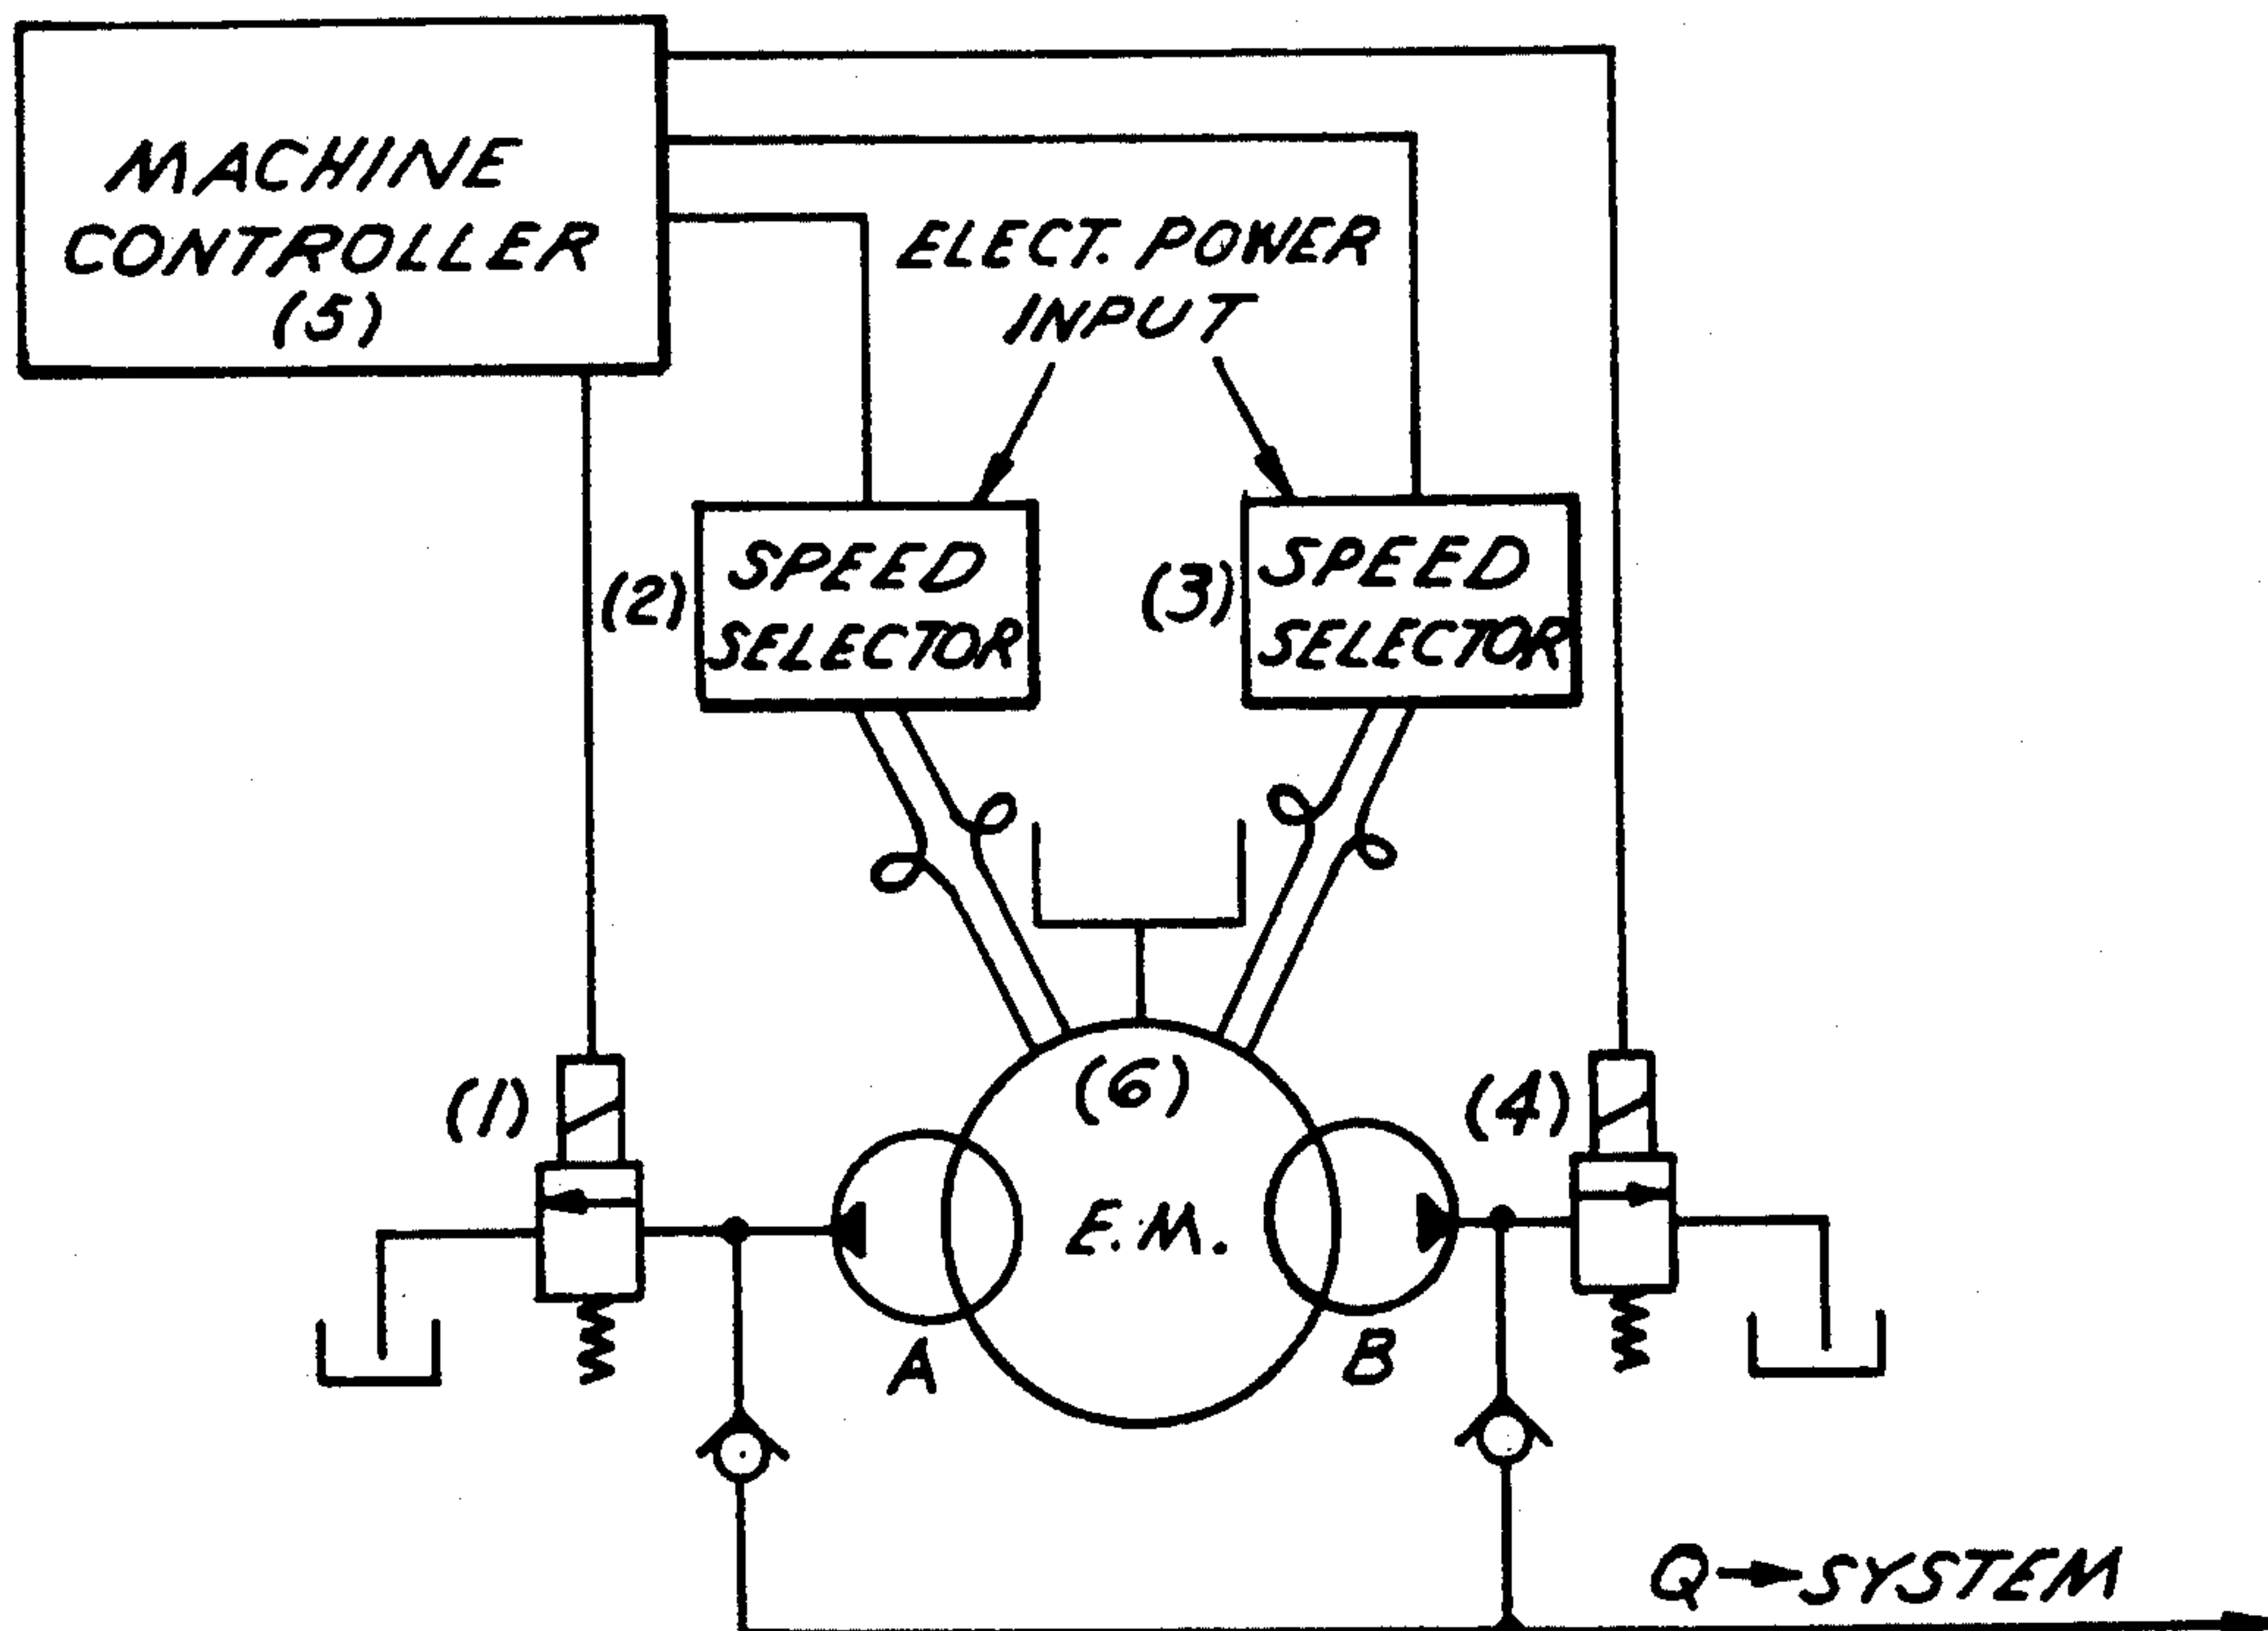 MACHINE
CONTROLLER
(5)
ELECT. POWER
INPUT
(2)
SPEED
SELECTOR
(3)
SPEED
SELECTOR
(1)
(6)
(4)
E.M.
A
B
Q→SYSTEM